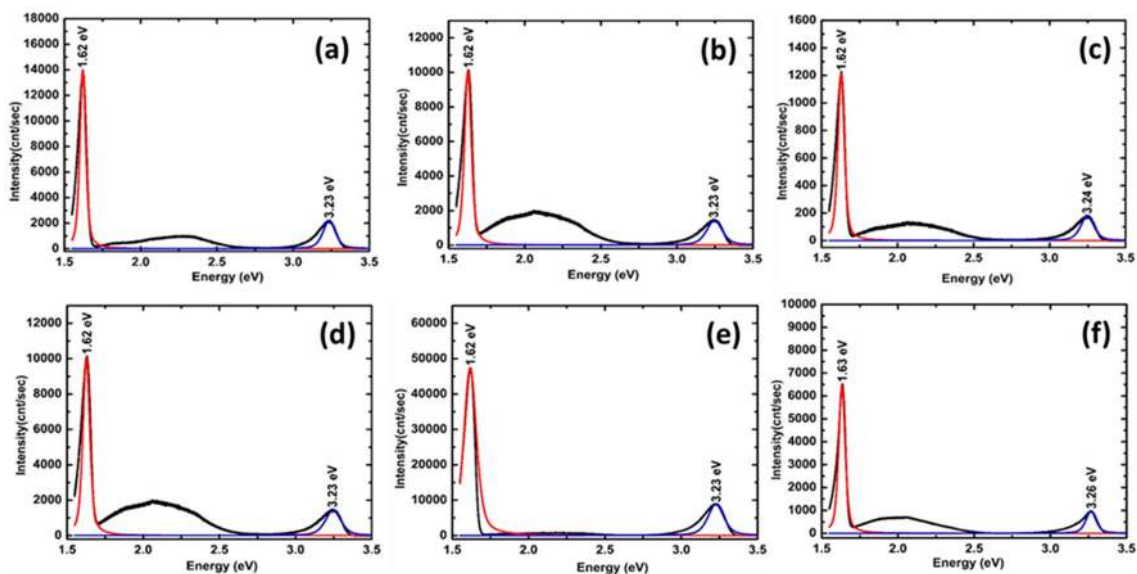 (a)
18000
16000
14000
12000
10000
8000
6000
4000
2000
0
Intensity(cnt/sec)
1.62 eV
3.23 eV
1.5 2.0 2.5 3.0 3.5
Energy (eV)
(b)
12000
10000
8000
6000
4000
2000
0
Intensity(cnt/sec)
1.62 eV
3.23 eV
1.5 2.0 2.5 3.0 3.5
Energy (eV)
(c)
1600
1400
1200
1000
800
600
400
200
0
Intensity(cnt/sec)
1.62 eV
3.24 eV
1.5 2.0 2.5 3.0 3.5
Energy (eV)
(d)
12000
10000
8000
6000
4000
2000
0
Intensity(cnt/sec)
1.62 eV
3.23 eV
1.5 2.0 2.5 3.0 3.5
Energy (eV)
(e)
60000
50000
40000
30000
20000
10000
0
Intensity(cnt/sec)
1.62 eV
3.23 eV
1.5 2.0 2.5 3.0 3.5
Energy (eV)
(f)
10000
9000
8000
7000
6000
5000
4000
3000
2000
1000
0
Intensity(cnt/sec)
1.63 eV
3.26 eV
1.5 2.0 2.5 3.0 3.5
Energy (eV)